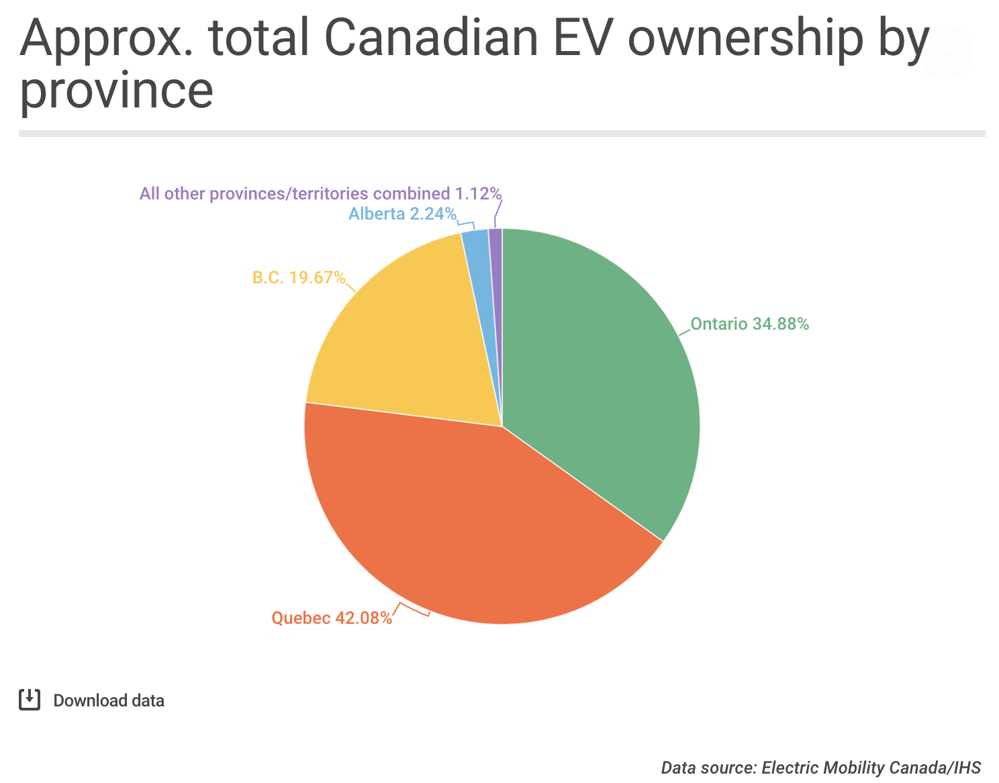 Approx. total Canadian EV ownership by
province
All other provinces/territories combined 1.12%
Alberta 2.24%
B.C. 19.67%
Ontario 34.88%
Quebec 42.08%
Download data
Data source: Electric Mobility Canada/IHS